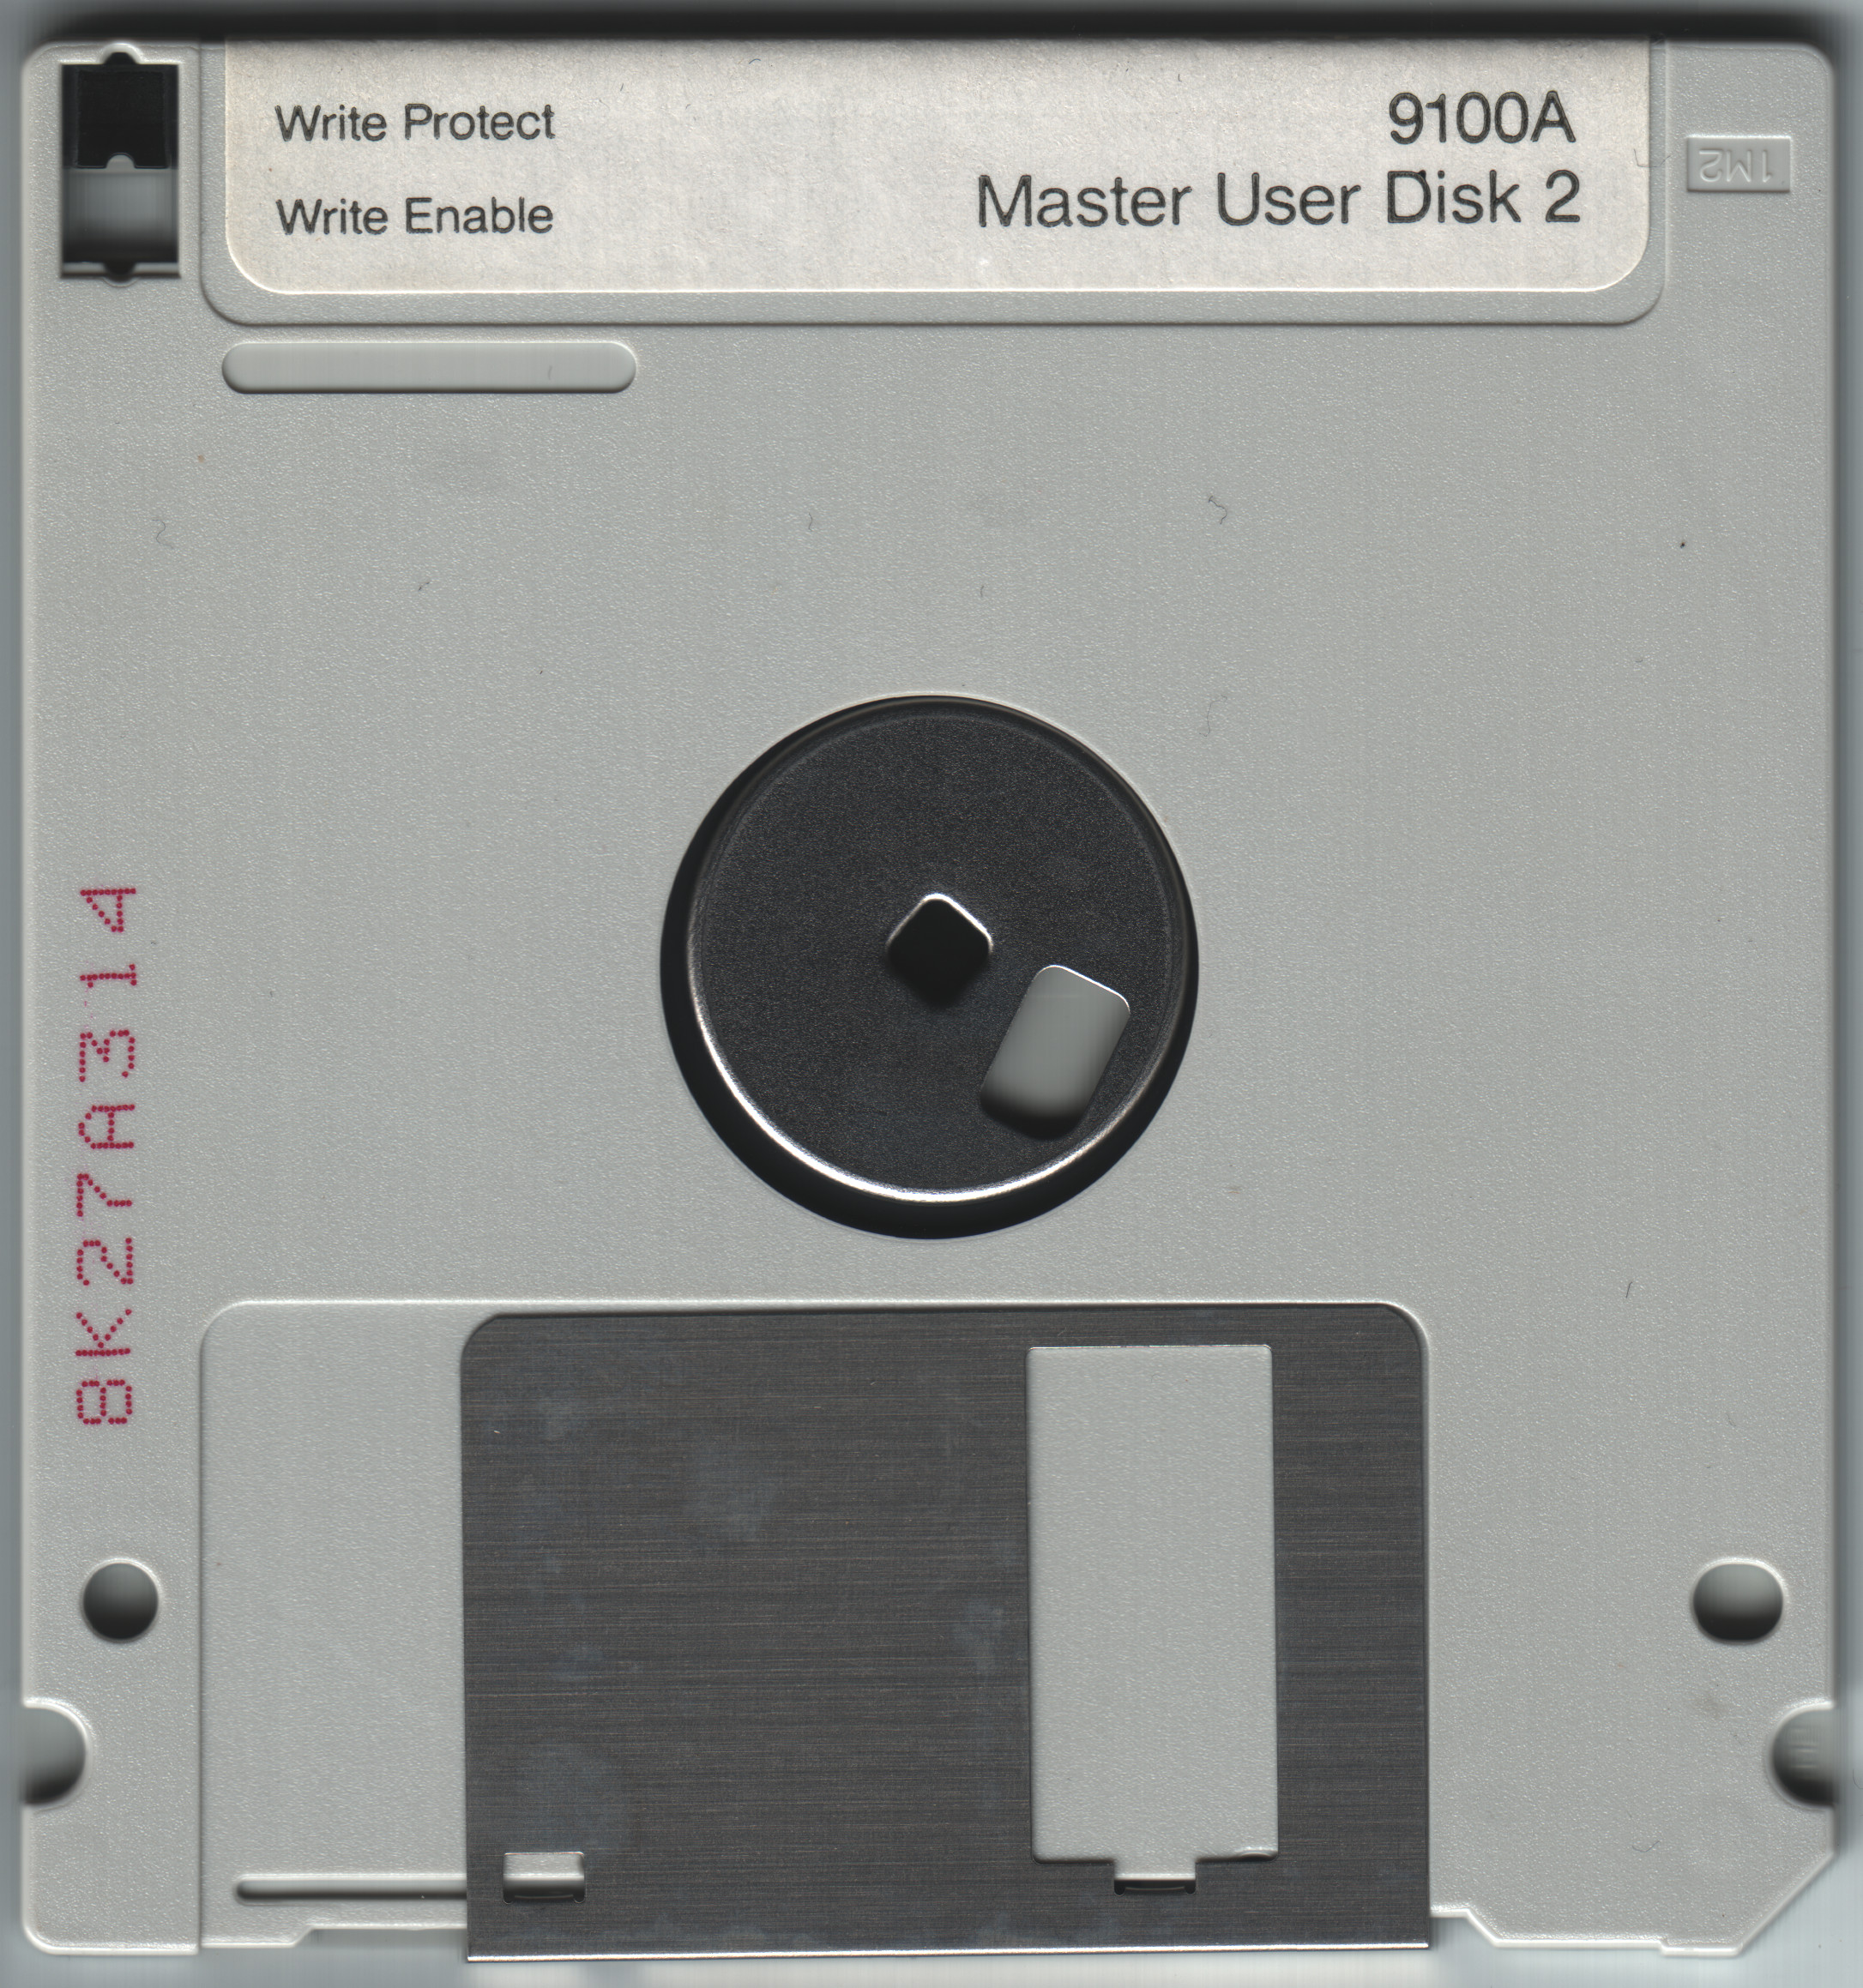 Write Protect
Write Enable
9100A
Master User Disk 2
1M2
8K27A314